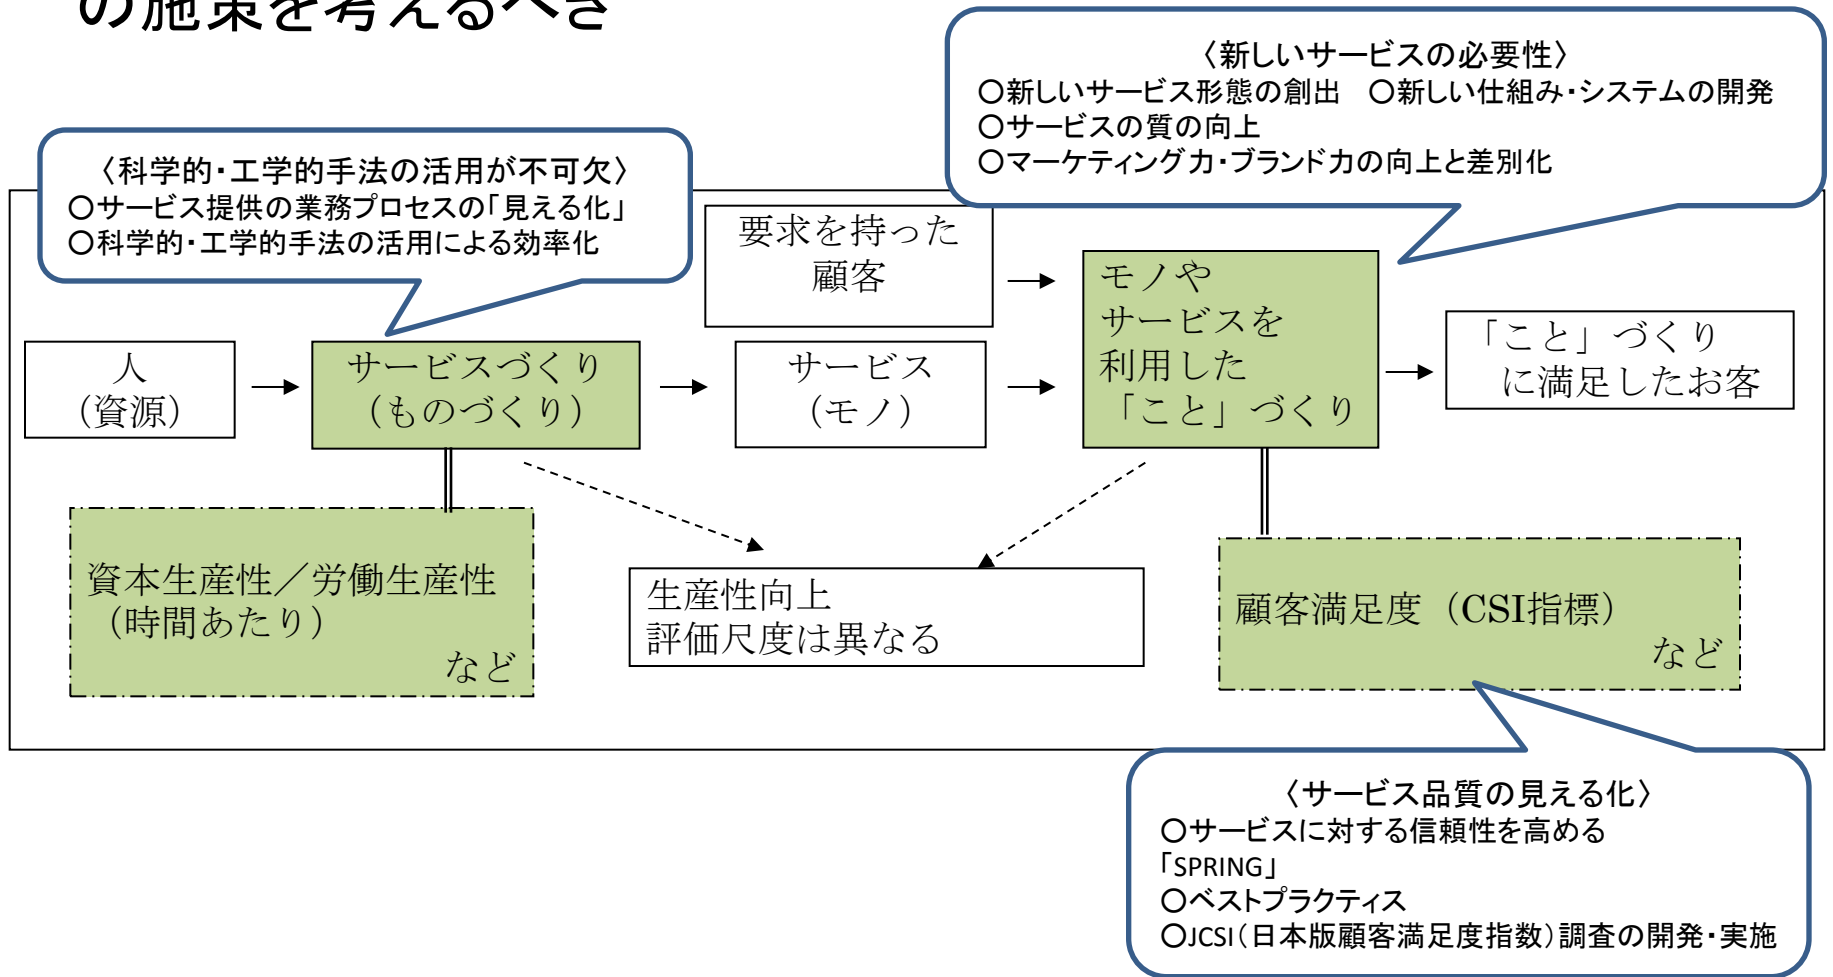 の施策を考えるべき
〈新しいサービスの必要性〉
○新しいサービス形態の創出　○新しい仕組み・システムの開発
○サービスの質の向上
○マーケティング力・ブランド力の向上と差別化
〈科学的・工学的手法の活用が不可欠〉
○サービス提供の業務プロセスの「見える化」
○科学的・工学的手法の活用による効率化
要求を持った
顧客
人
（資源）
サービスづくり
（ものづくり）
サービス
（モノ）
モノや
サービスを
利用した
「こと」づくり
「こと」づくり
に満足したお客
資本生産性／労働生産性
（時間あたり）
など
生産性向上
評価尺度は異なる
顧客満足度（CSI指標）
など
〈サービス品質の見える化〉
○サービスに対する信頼性を高める
「SPRING」
○ベストプラクティス
○JCSI（日本版顧客満足度指数）調査の開発・実施